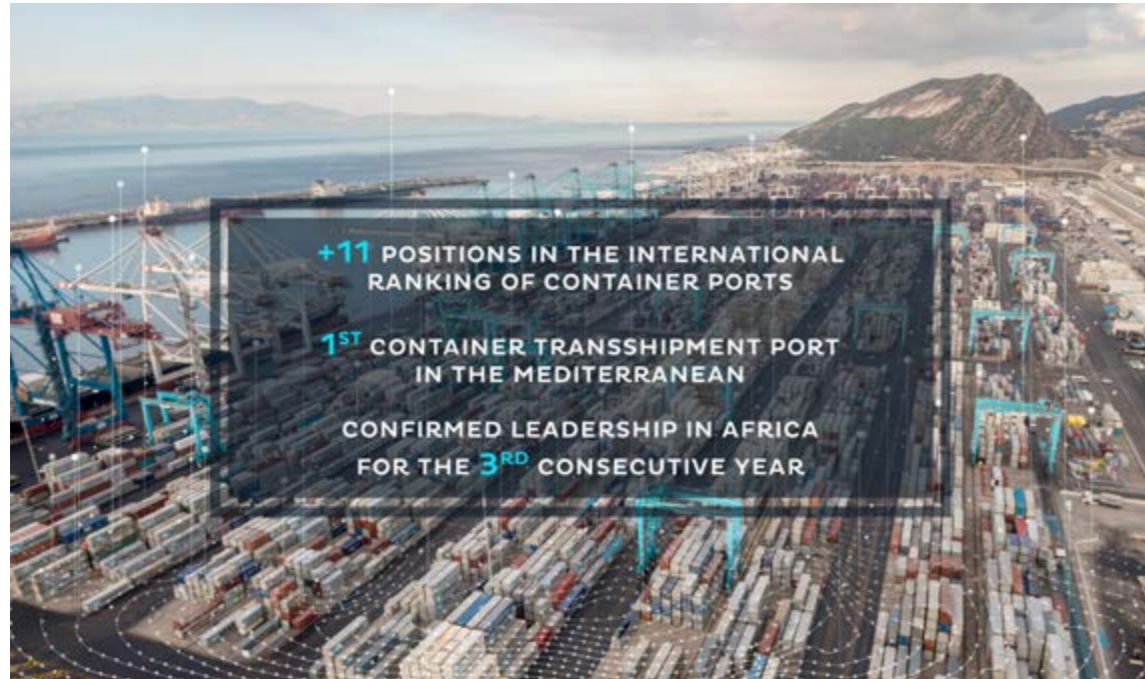 +11 POSITIONS IN THE INTERNATIONAL
RANKING OF CONTAINER PORTS
1ST CONTAINER TRANSSHIPMENT PORT
IN THE MEDITERRANEAN
CONFIRMED LEADERSHIP IN AFRICA
FOR THE 3RD CONSECUTIVE YEAR